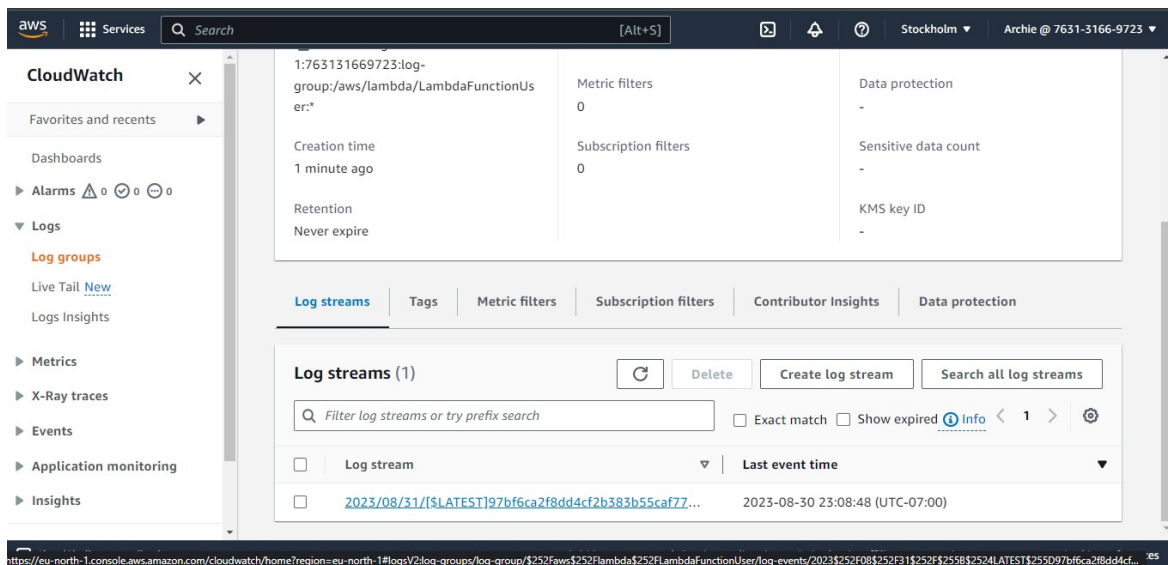 aws Services Search [Alt+S] Stockholm ▼ Archie @ 7631-3166-9723 ▼
CloudWatch
Favorites and recents
Dashboards
Alarms 0 0 0
Logs
Log groups
Live Tail New
Logs Insights
Metrics
X-Ray traces
Events
Application monitoring
Insights
1:763131669723:log-
group:/aws/lambda/LambdaFunctionUs
er:*
Creation time
1 minute ago
Retention
Never expire
Metric filters
0
Subscription filters
0
Data protection
-
Sensitive data count
-
KMS key ID
-
Log streams Tags Metric filters Subscription filters Contributor Insights Data protection
Log streams (1) Delete Create log stream Search all log streams
Filter log streams or try prefix search Exact match Show expired Info 1
Log stream Last event time
2023/08/31/[$LATEST]97bf6ca2f8dd4cf2b383b55caf77... 2023-08-30 23:08:48 (UTC-07:00)
https://eu-north-1.console.aws.amazon.com/cloudwatch/home?region=eu-north-1#logsV2:log-groups/log-group/$252Faws$252Flambda$252FLambdaFunctionUser/log-events/2023$252F08$252F31$252F$255B$2524LATEST$255D97bf6ca2f8dd4cf...